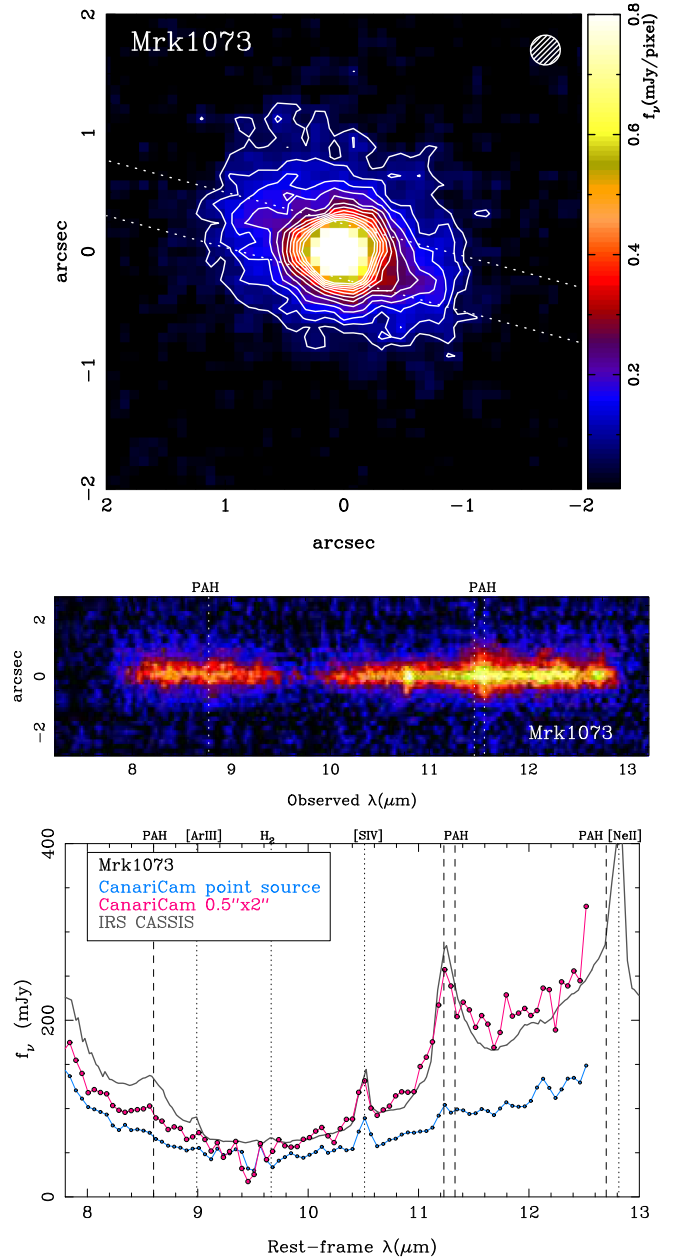 2
Mrk1073
0.8
1
0.6
f_ν(mJy/pixel)
arcsec
0
0.4
-1
0.2
-2
2 1 0 -1 -2
arcsec
PAH PAH
2
arcsec
0
-2
Mrk1073
8 9 10 11 12 13
Observed λ(μm)
PAH [ArIII] H₂ [SIV] PAH PAH [NeII]
400
Mrk1073
CanariCam point source
CanariCam 0.5"x2"
IRS CASSIS
f_ν (mJy)
200
0
8 9 10 11 12 13
Rest-frame λ(μm)